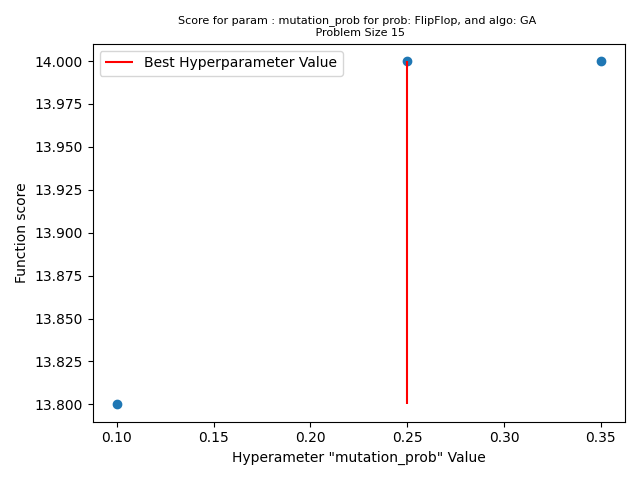 Score for param : mutation_prob for prob: FlipFlop, and algo: GA
Problem Size 15
Best Hyperparameter Value
14.000
13.975
13.950
13.925
13.900
13.875
13.850
13.825
13.800
Function score
0.10 0.15 0.20 0.25 0.30 0.35
Hyperameter "mutation_prob" Value